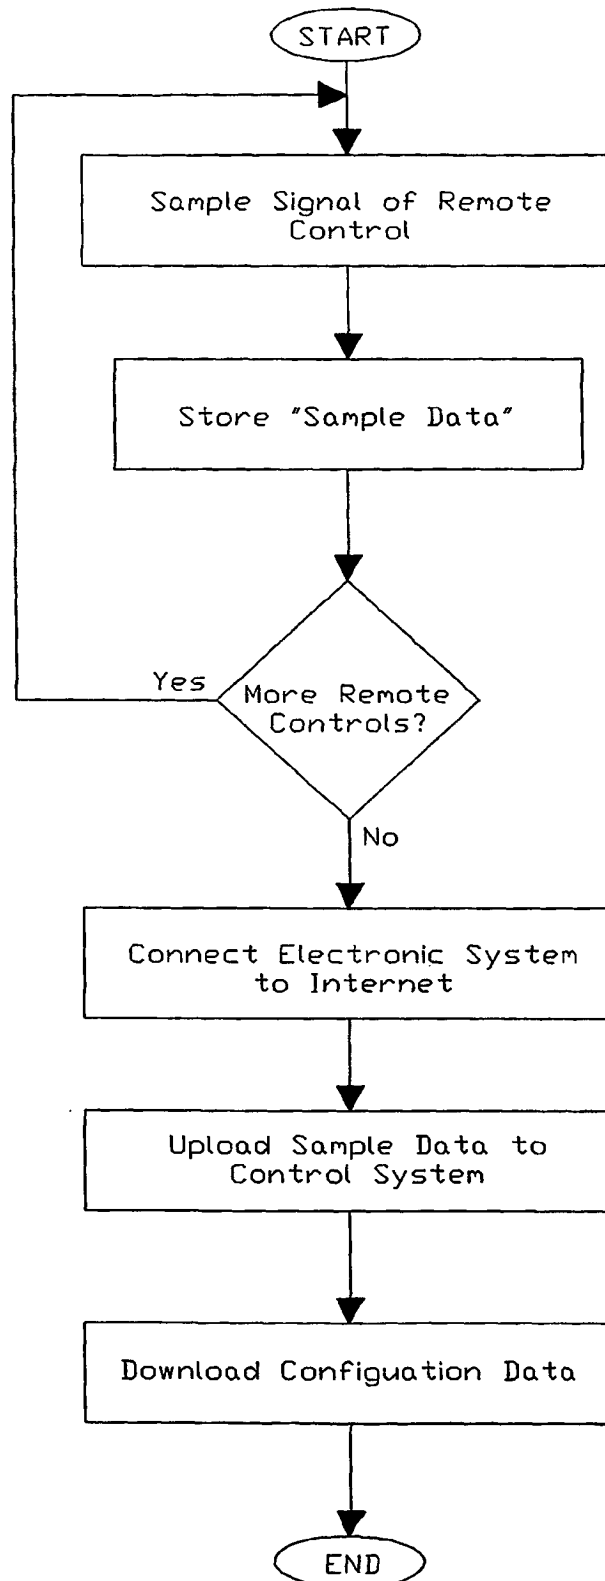 START
Sample Signal of Remote
Control
Store "Sample Data"
Yes
More Remote
Controls?
No
Connect Electronic System
to Internet
Upload Sample Data to
Control System
Download Configuation Data
END